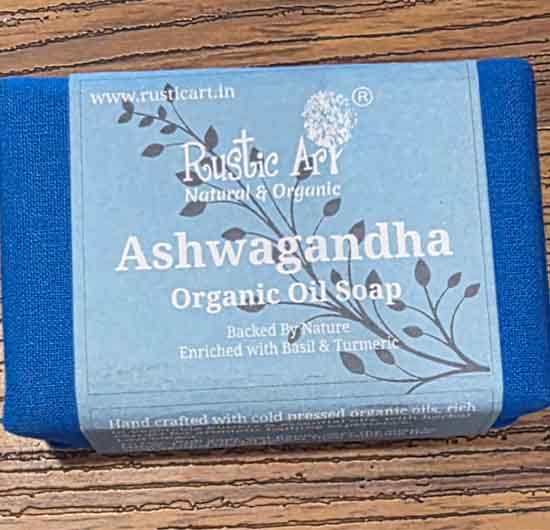 www.rusticart.in
®
Rustic Art
Natural & Organic
Ashwagandha
Organic Oil Soap
Backed By Nature
Enriched with Basil & Turmeric
Hand crafted with cold pressed organic oils, rich